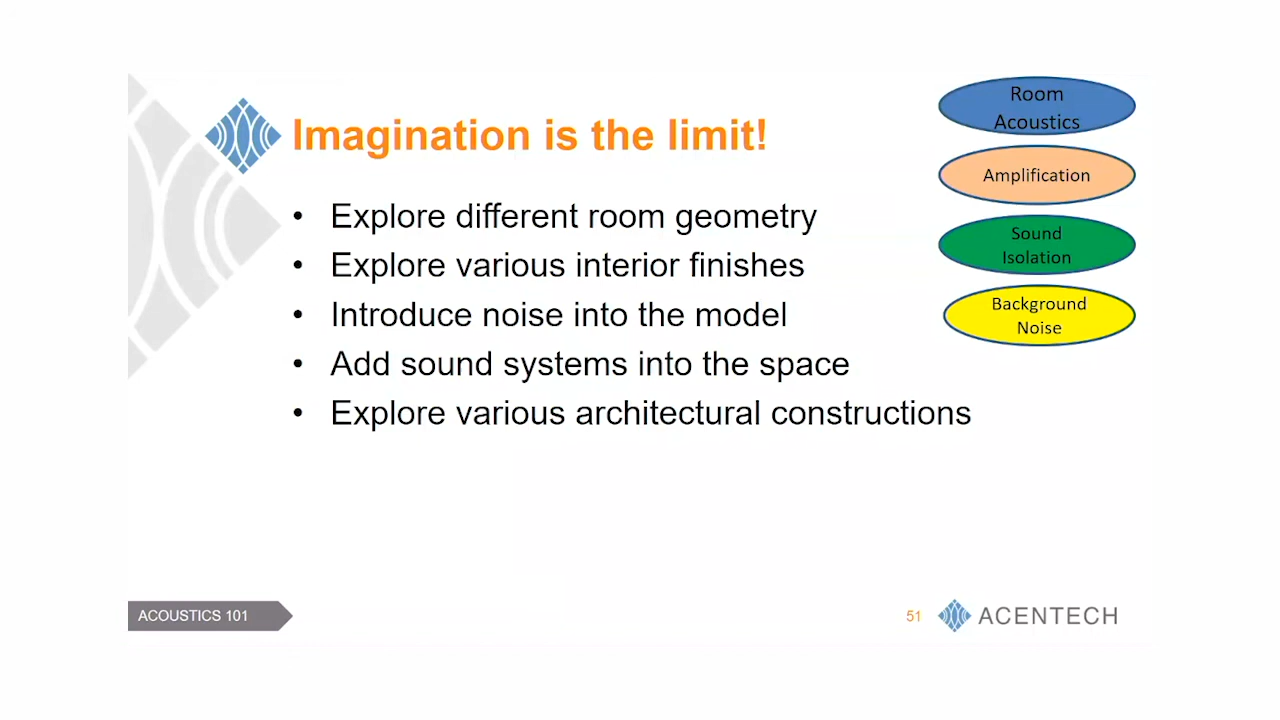 Imagination is the limit!
• Explore different room geometry
• Explore various interior finishes
• Introduce noise into the model
• Add sound systems into the space
• Explore various architectural constructions
Room
Acoustics
Amplification
Sound
Isolation
Background
Noise
ACOUSTICS 101
51
ACENTECH